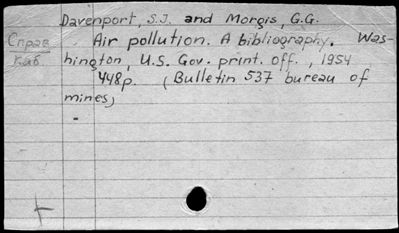 Davenport, S.J. and Morgis, G.G.
Справ
каб
Air pollution. A bibliography. Was-
hington, U.S. Gov. print. off., 1954
448p. (Bulletin 537 bureau of
mines)